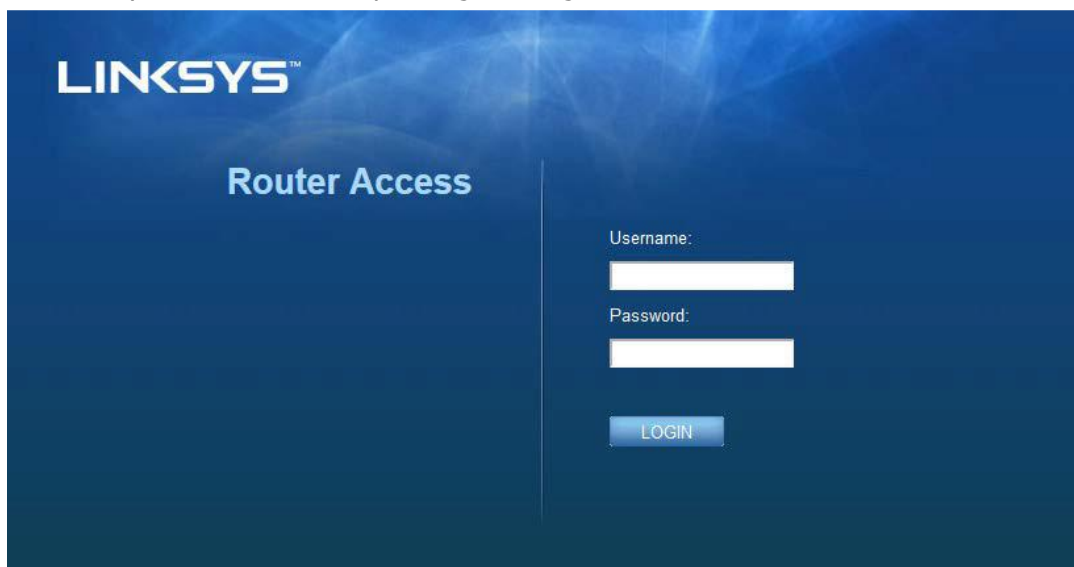 LINKSYS™
Router Access
Username:
Password:
LOGIN